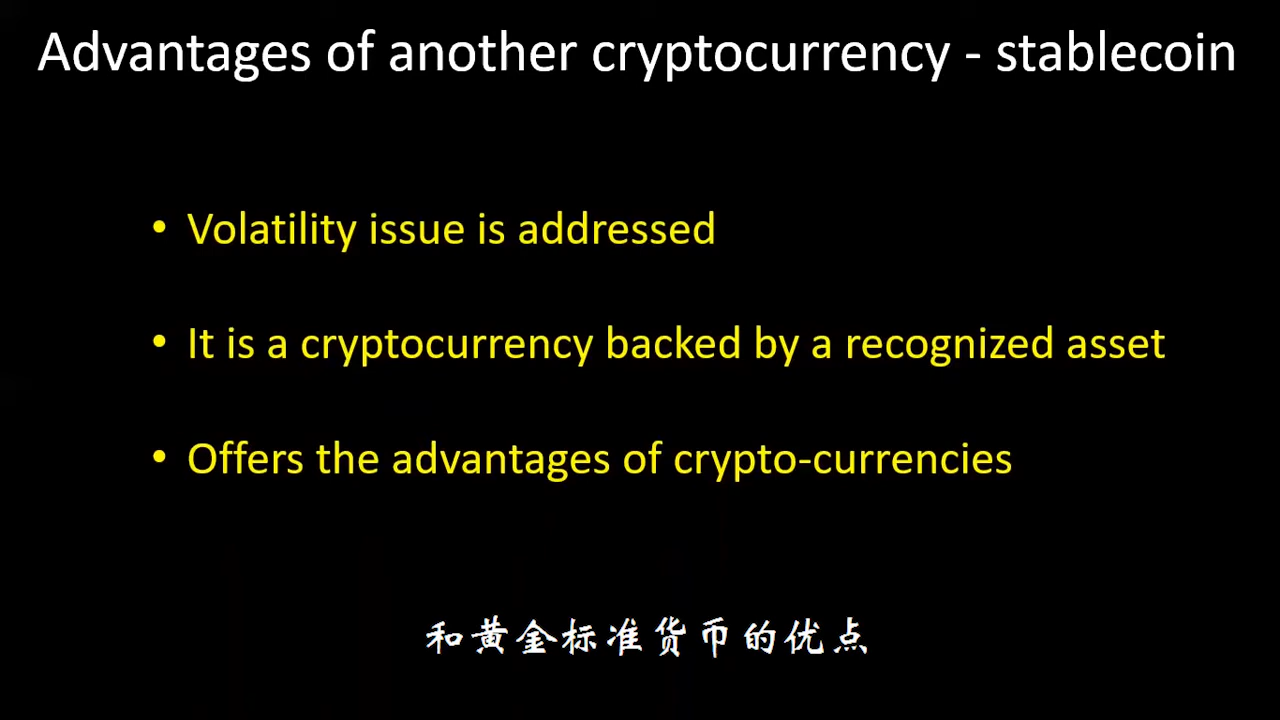 Advantages of another cryptocurrency - stablecoin
• Volatility issue is addressed
• It is a cryptocurrency backed by a recognized asset
• Offers the advantages of crypto-currencies
和黄金标准货币的优点